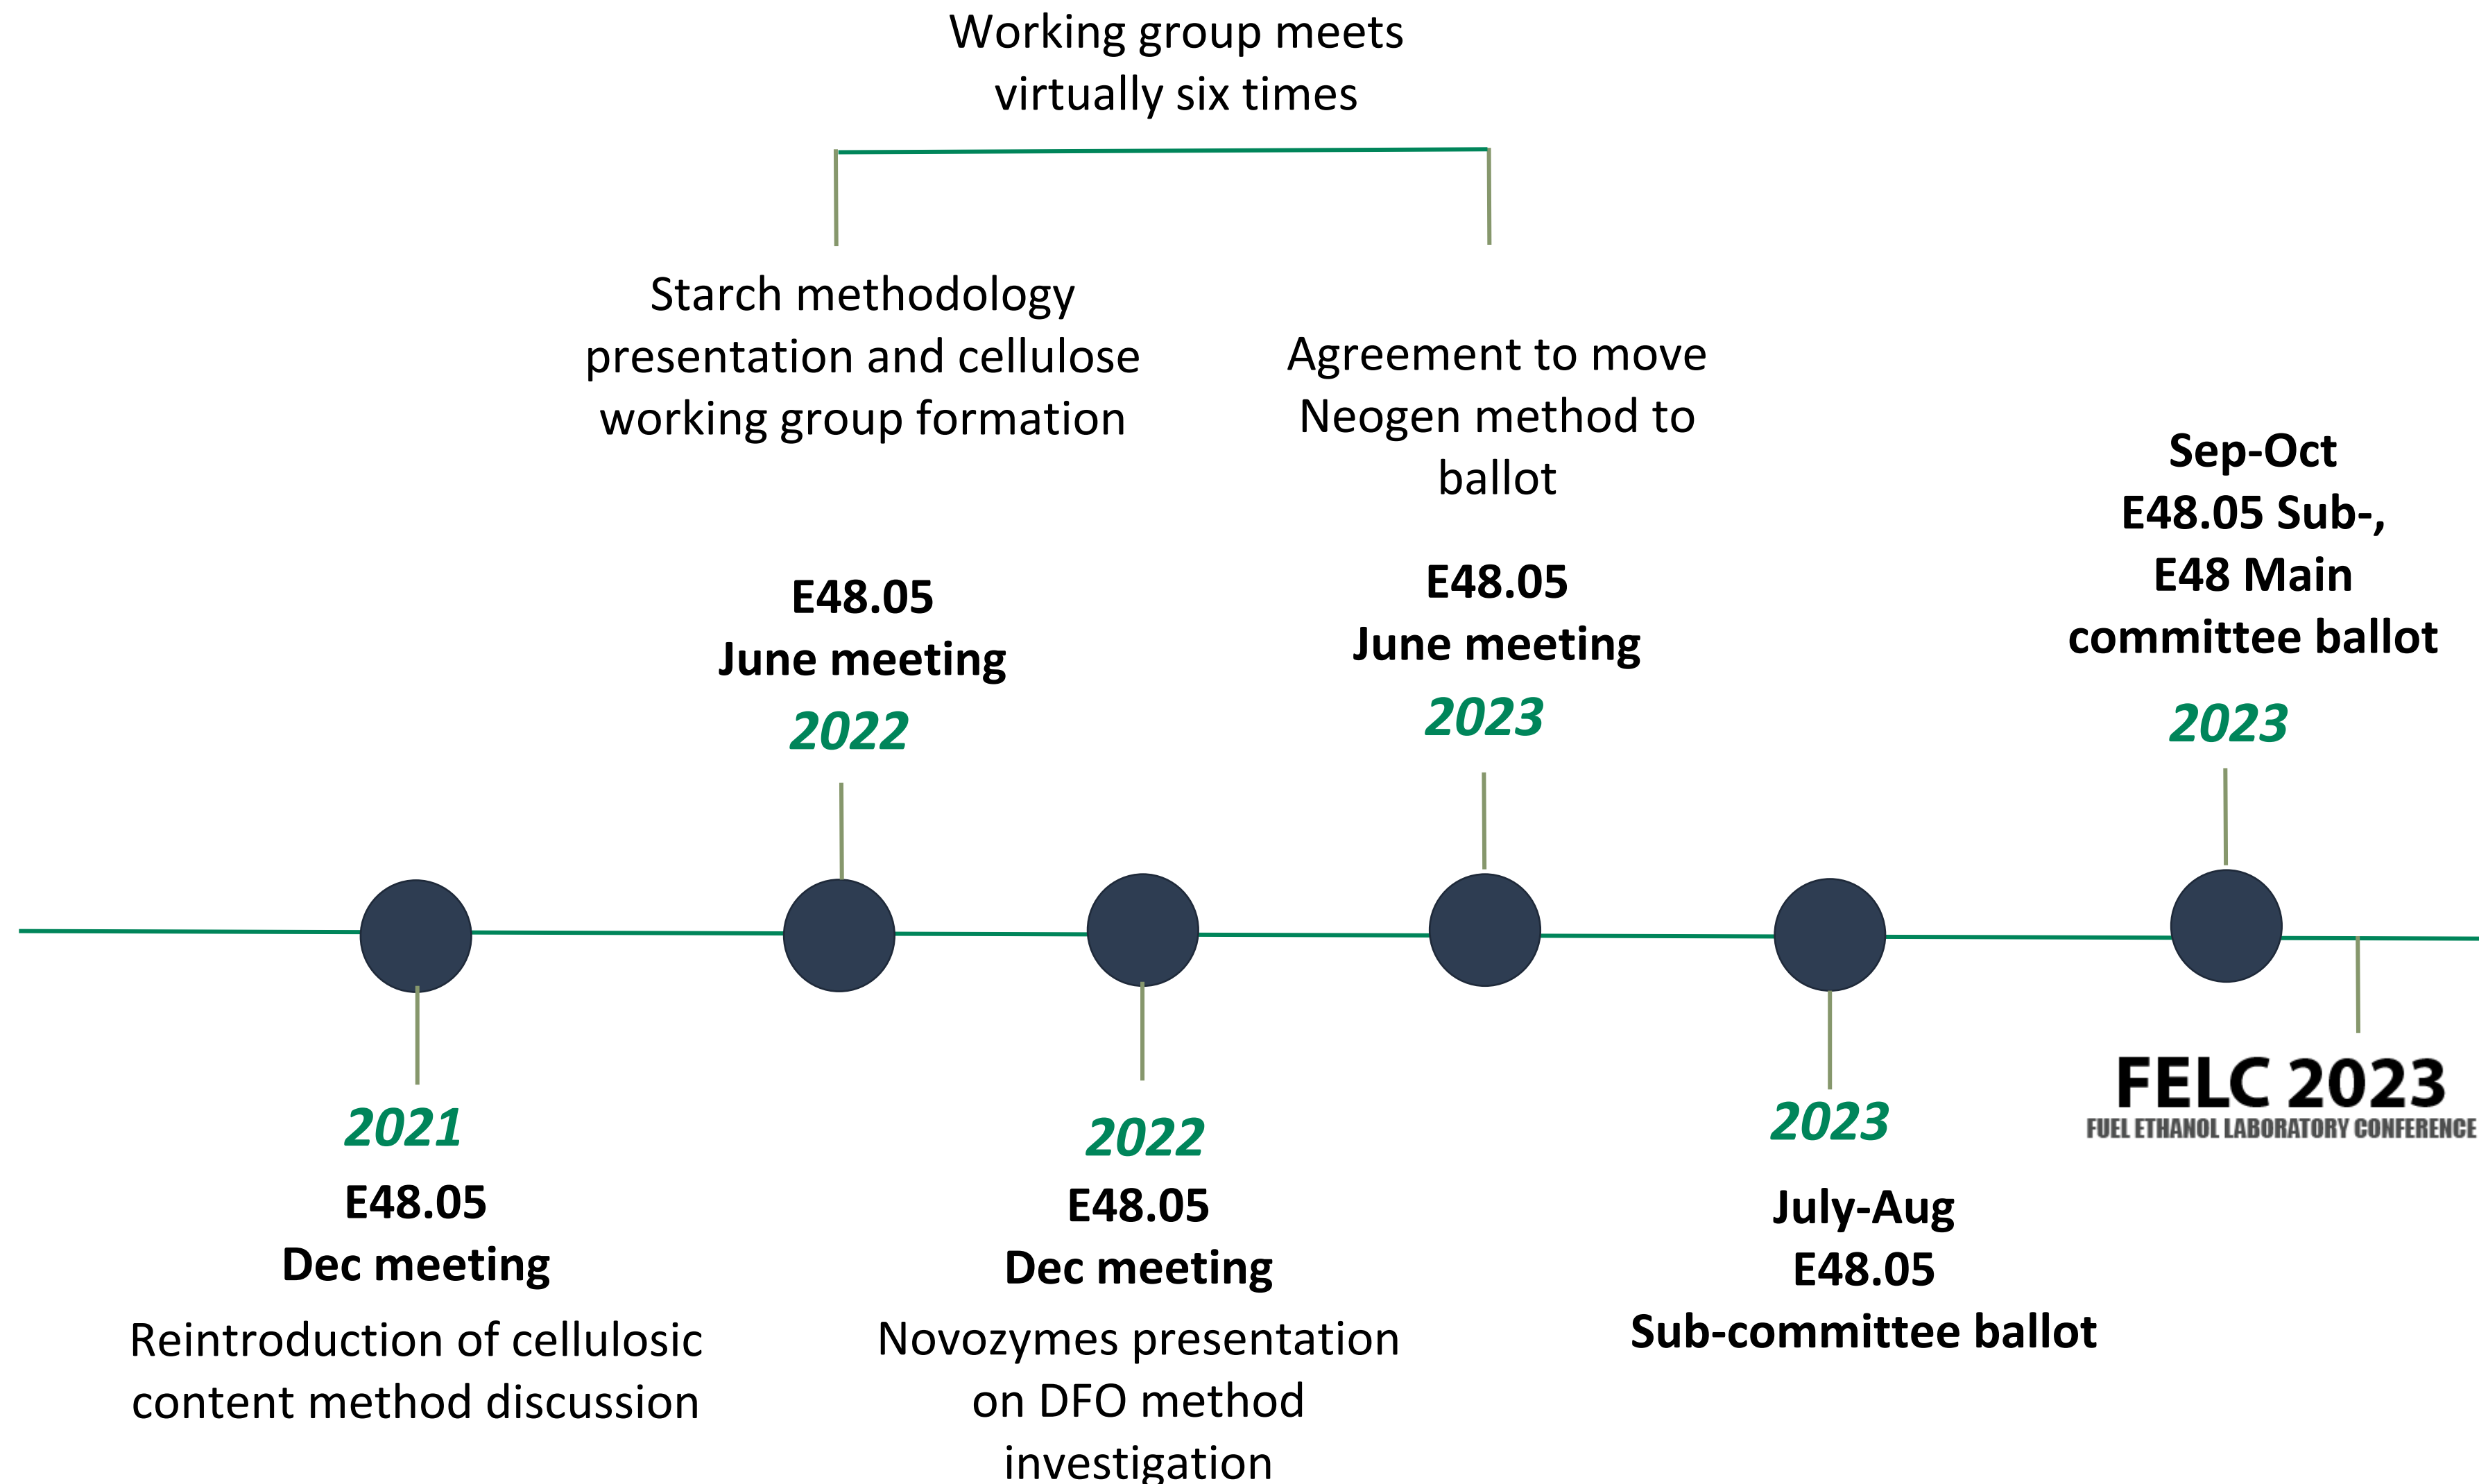 Working group meets
virtually six times
Starch methodology
presentation and cellulose
working group formation
E48.05
June meeting
2022
Agreement to move
Neogen method to
ballot
E48.05
June meeting
2023
Sep-Oct
E48.05 Sub-,
E48 Main
committee ballot
2023
2021
E48.05
Dec meeting
Reintroduction of cellulosic
content method discussion
2022
E48.05
Dec meeting
Novozymes presentation
on DFO method
investigation
2023
July-Aug
E48.05
Sub-committee ballot
FELC 2023
FUEL ETHANOL LABORATORY CONFERENCE